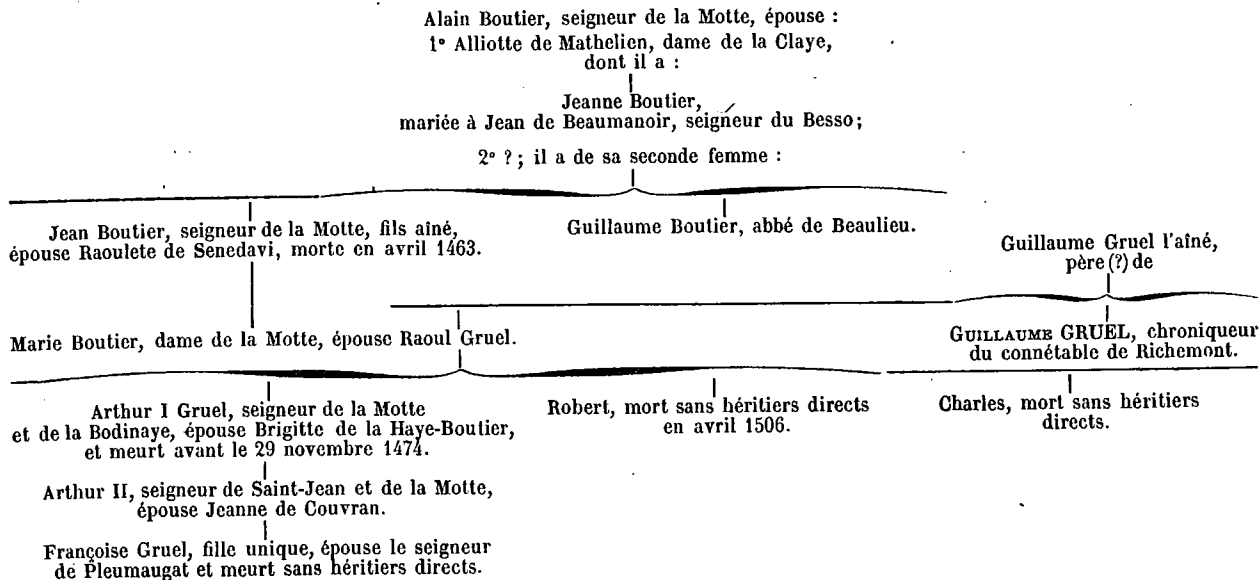 Alain Boutier, seigneur de la Motte, épouse :
1° Alliotte de Mathelien, dame de la Claye,
dont il a :
Jeanne Boutier,
mariée à Jean de Beaumanoir, seigneur du Besso;
2° ?; il a de sa seconde femme :
Jean Boutier, seigneur de la Motte, fils aîné,
épouse Raoulete de Senedavi, morte en avril 1463.
Guillaume Boutier, abbé de Beaulieu.
Guillaume Gruel l'aîné,
père (?) de
Marie Boutier, dame de la Motte, épouse Raoul Gruel.
GUILLAUME GRUEL, chroniqueur
du connétable de Richemont.
Arthur I Gruel, seigneur de la Motte
et de la Bodinaye, épouse Brigitte de la Haye-Boutier,
et meurt avant le 29 novembre 1474.
Robert, mort sans héritiers directs
en avril 1506.
Charles, mort sans héritiers
directs.
Arthur II, seigneur de Saint-Jean et de la Motte,
épouse Jeanne de Couvran.
Françoise Gruel, fille unique, épouse le seigneur
de Pleumaugat et meurt sans héritiers directs.